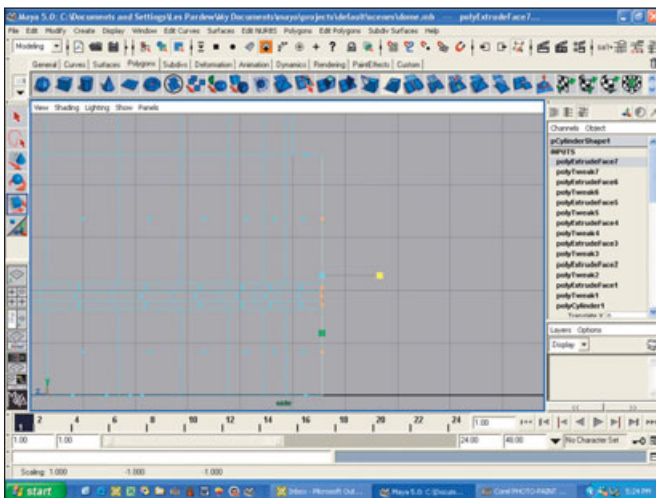 Maya 5.0: C:\Documents and Settings\Les Pardew\My Documents\maya\projects\default\scenes\dome.mb --- polyExtrudeFace7...
File Edit Modify Create Display Window Edit Curves Surfaces Edit NURBS Polygons Edit Polygons Subdiv Surfaces Help
Modeling
General Curves Surfaces Polygons Subdivs Deformation Animation Dynamics Rendering PaintEffects Custom
View Shading Lighting Show Panels
Channels Object
pCylinderShape1
INPUTS
polyExtrudeFace7
polyTweak7
polyExtrudeFace6
polyTweak6
polyExtrudeFace5
polyTweak5
polyExtrudeFace4
polyTweak4
polyExtrudeFace3
polyTweak3
polyExtrudeFace2
polyTweak2
polyExtrudeFace1
polyTweak1
polyCylinder1
Layers Options
Display
side
1 2 4 6 8 10 12 14 16 18 20 22 24 1.00
1.00 1.00 24.00 48.00 No Character Set
Scaling: 1.000 -1.000 1.000
start Inbox - Microsoft Out... Maya 5.0: C:\Docum... Corel PHOTO-PAINT ... 5:24 PM